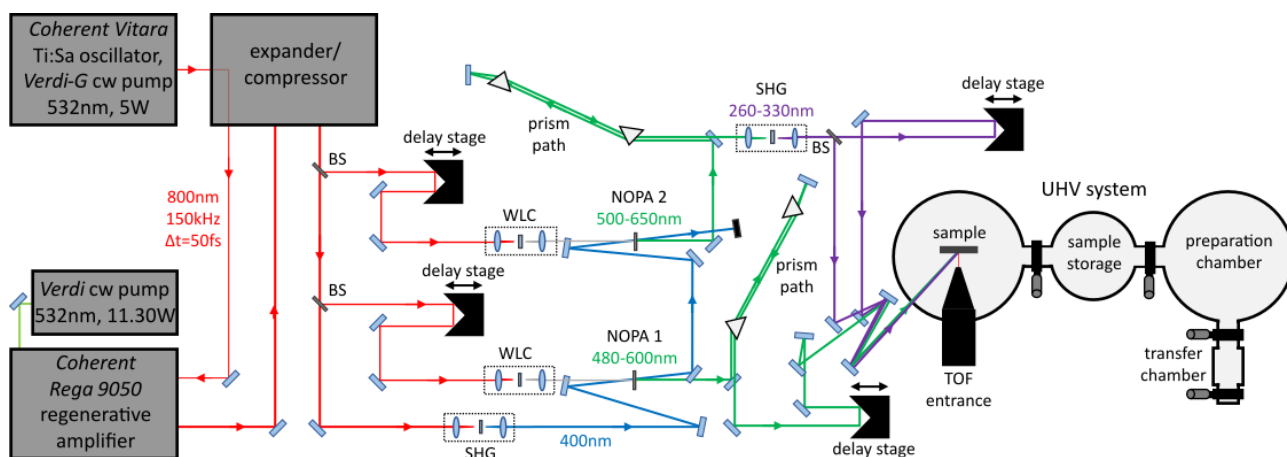 Coherent Vitara
Ti:Sa oscillator,
Verdi-G cw pump
532nm, 5W
expander/
compressor
800nm
150kHz
Δt=50fs
Verdi cw pump
532nm, 11.30W
Coherent
Rega 9050
regenerative
amplifier
BS
delay stage
WLC
NOPA 2
500-650nm
BS
delay stage
WLC
NOPA 1
480-600nm
SHG
400nm
prism
path
SHG
260-330nm
BS
delay stage
prism
path
delay stage
UHV system
sample
TOF
entrance
sample
storage
preparation
chamber
transfer
chamber